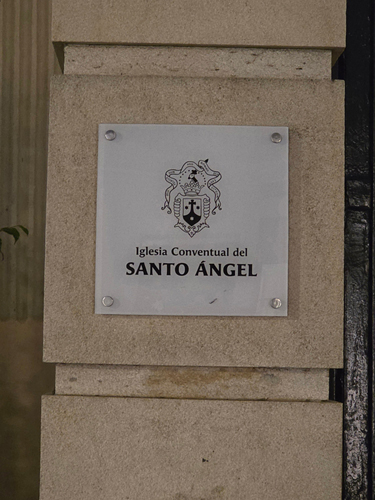 Iglesia Conventual del
SANTO ÁNGEL